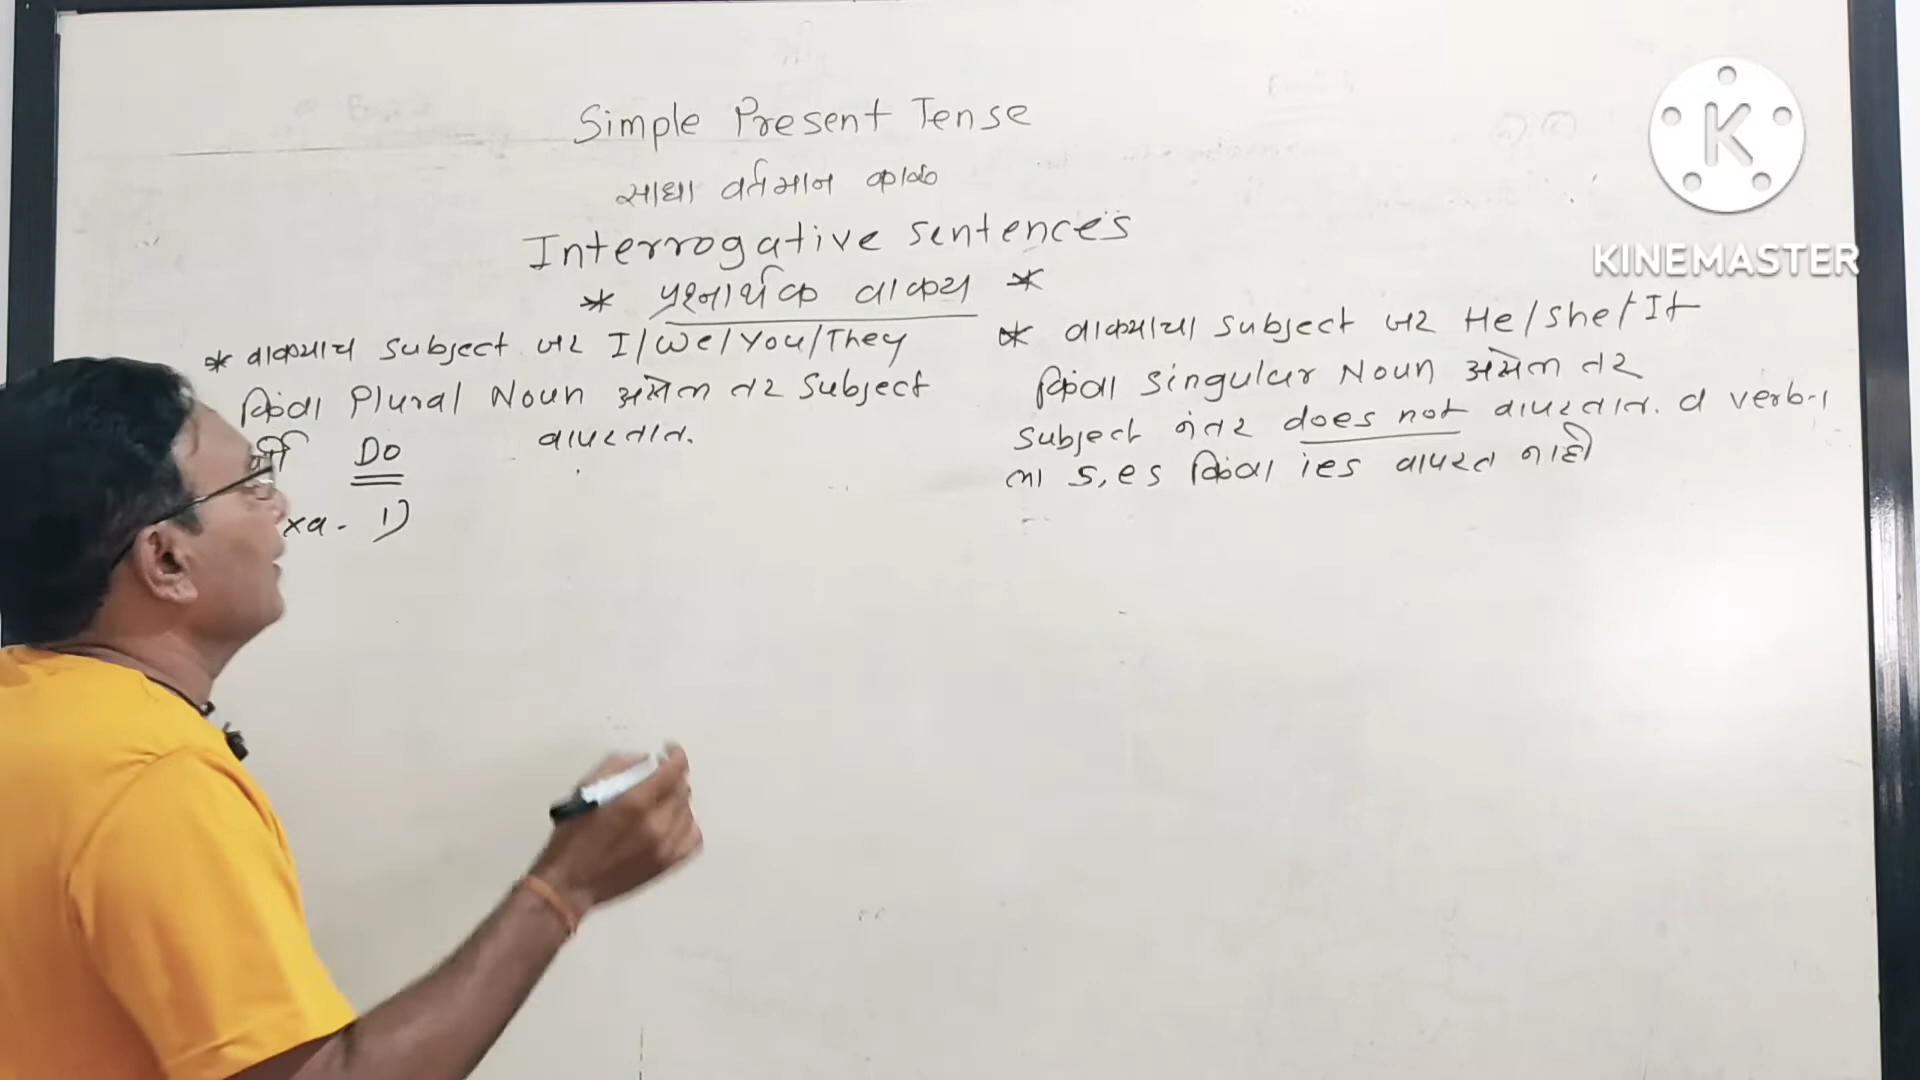 Simple Present Tense
साधा वर्तमान काळ
Interrogative sentences
* प्रश्नार्थक वाक्य *
* वाक्याच subject जर I/We/You/They
किंवा Plural Noun असेल तर subject
र्वी Do वापरतात.
xa- 1)
* वाक्याचा subject जर He/she/It
किंवा singular Noun असेल तर
subject नंतर does not वापरतात. व verb-1
ला s,es किंवा ies वापरत नाही
KINEMASTER